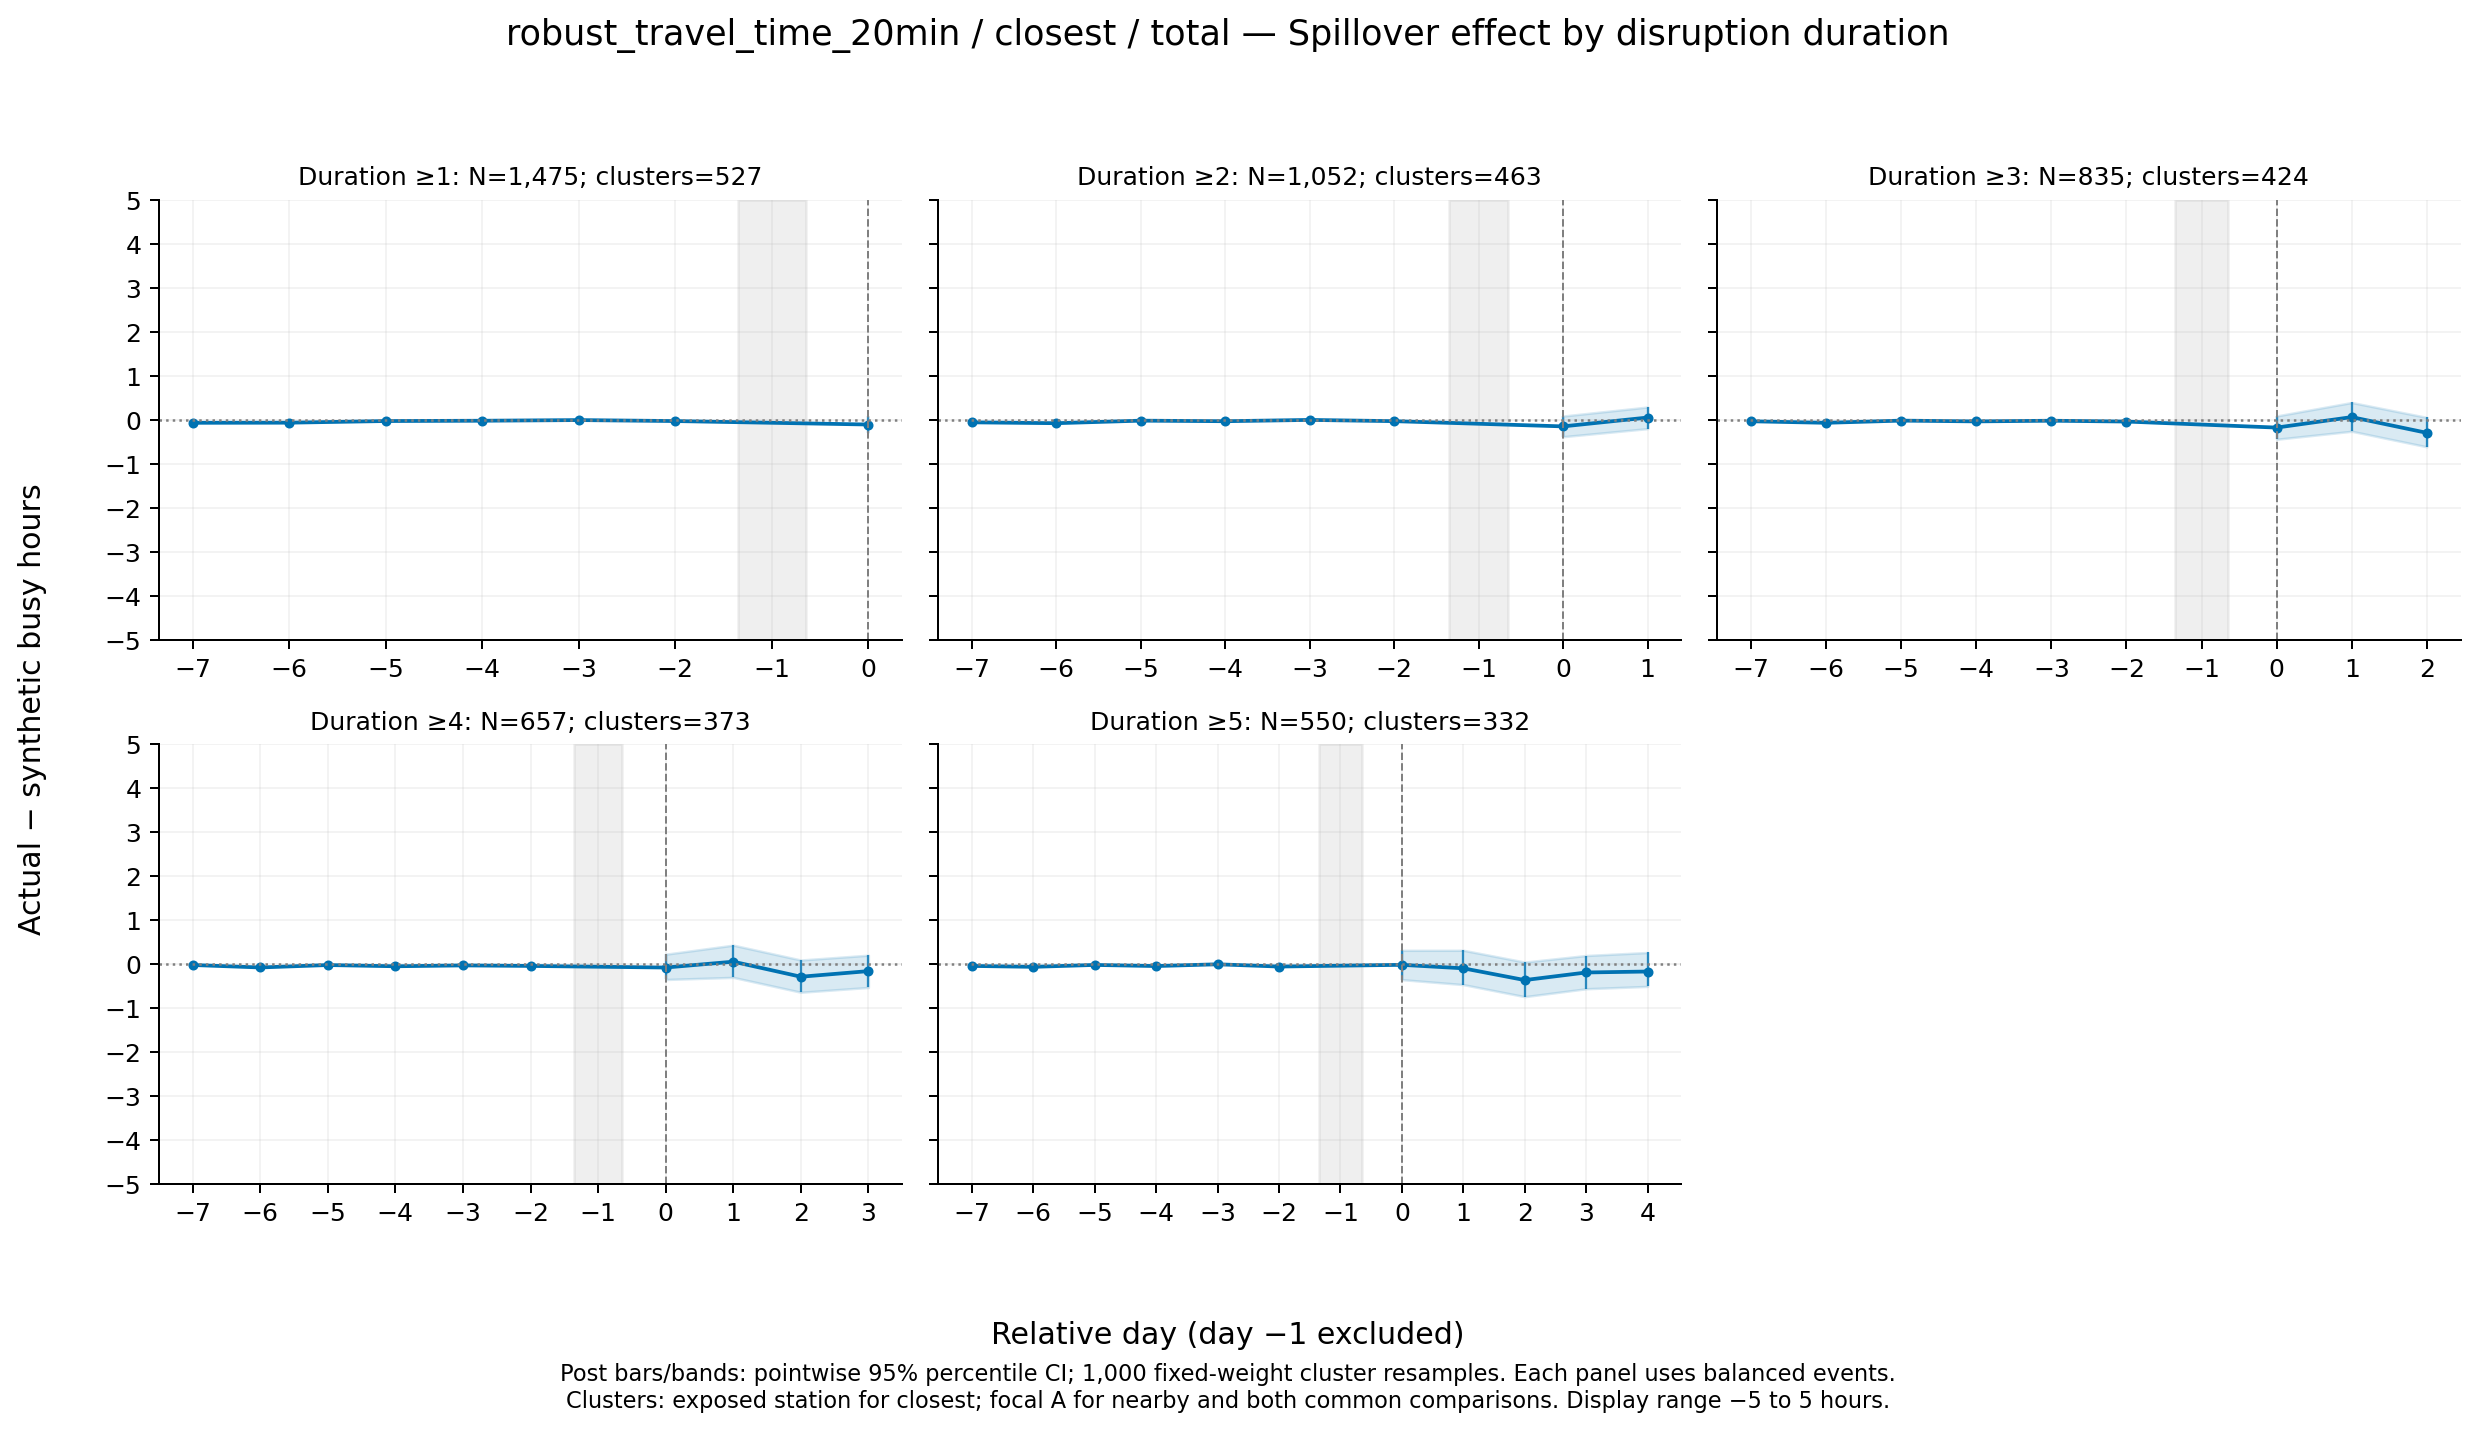 robust_travel_time_20min / closest / total — Spillover effect by disruption duration
Duration ≥1: N=1,475; clusters=527
Duration ≥2: N=1,052; clusters=463
Duration ≥3: N=835; clusters=424
5
4
3
2
1
0
−1
−2
−3
−4
−5
−7 −6 −5 −4 −3 −2 −1 0
−7 −6 −5 −4 −3 −2 −1 0 1
−7 −6 −5 −4 −3 −2 −1 0 1 2
Actual − synthetic busy hours
Duration ≥4: N=657; clusters=373
Duration ≥5: N=550; clusters=332
5
4
3
2
1
0
−1
−2
−3
−4
−5
−7 −6 −5 −4 −3 −2 −1 0 1 2 3
−7 −6 −5 −4 −3 −2 −1 0 1 2 3 4
Relative day (day −1 excluded)
Post bars/bands: pointwise 95% percentile CI; 1,000 fixed-weight cluster resamples. Each panel uses balanced events.
Clusters: exposed station for closest; focal A for nearby and both common comparisons. Display range −5 to 5 hours.